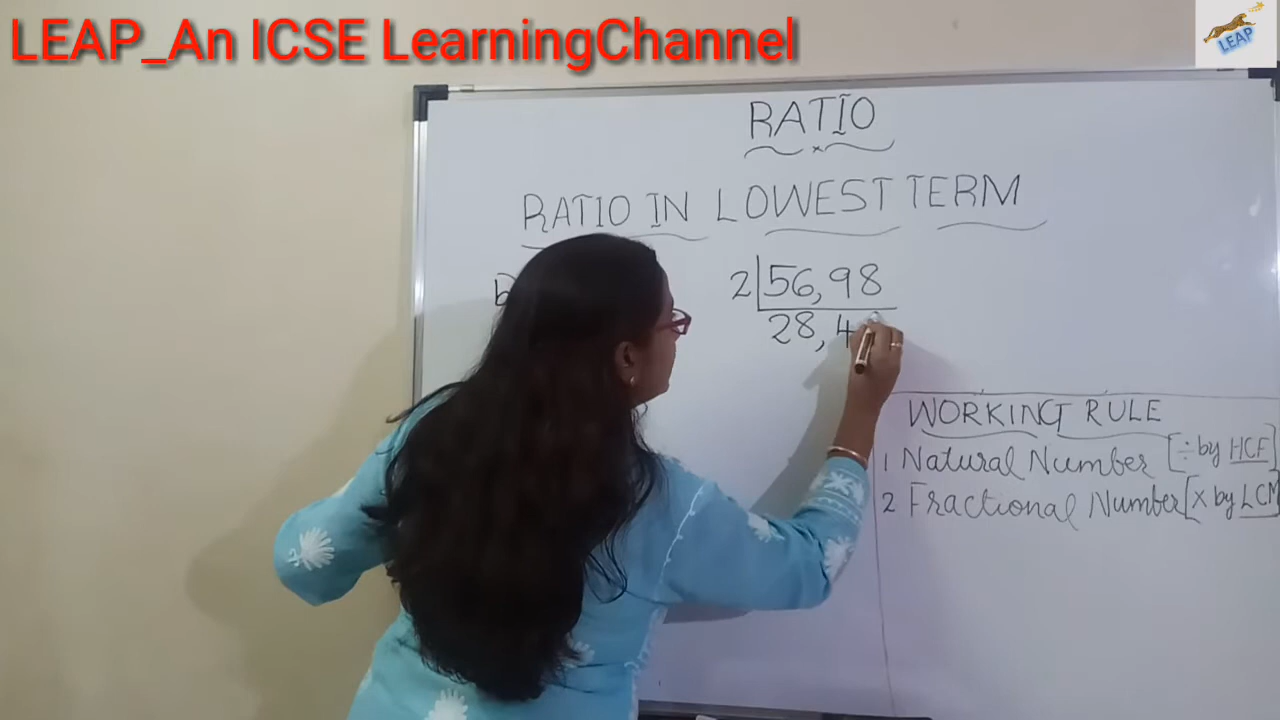 LEAP_An ICSE LearningChannel
LEAP
RATIO
RATIO IN LOWEST TERM
2 56, 98
28, 4
WORKING RULE
1 Natural Number [÷ by HCF]
2 Fractional Number [× by LCM